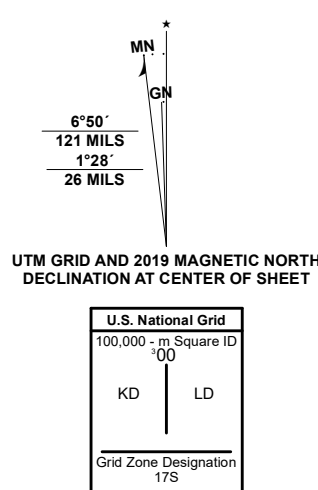 ★
MN
GN
6°50´
121 MILS
1°28´
26 MILS
UTM GRID AND 2019 MAGNETIC NORTH
DECLINATION AT CENTER OF SHEET
U.S. National Grid
100,000 - m Square ID
³00
KD LD
Grid Zone Designation
17S